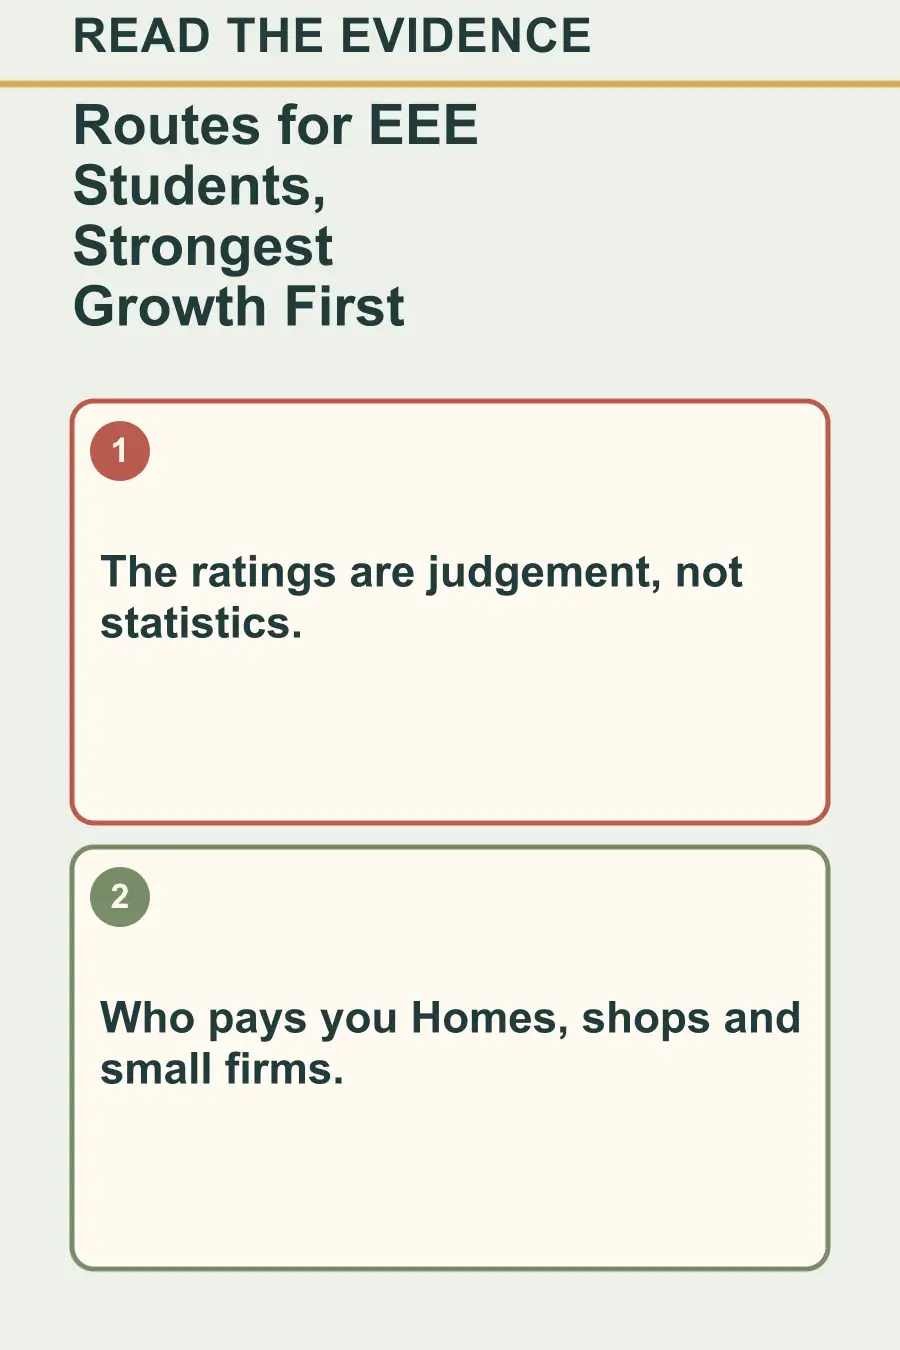 READ THE EVIDENCE
Routes for EEE
Students,
Strongest
Growth First
1
The ratings are judgement, not
statistics.
2
Who pays you Homes, shops and
small firms.